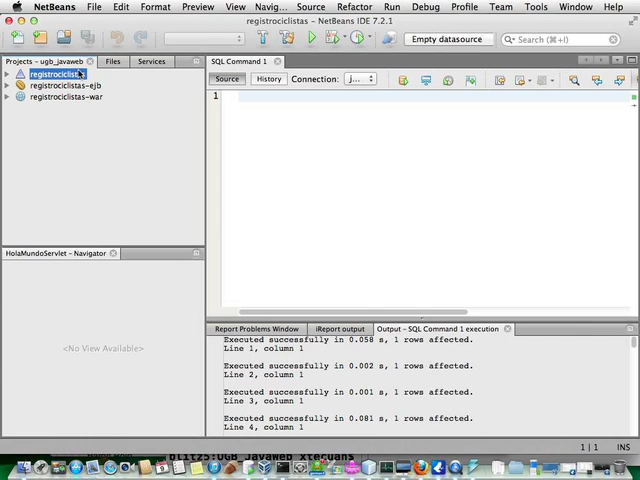 NetBeans File Edit Format View Navig... Source Refactor Run Debug Profile Team Tools Window Help
registrociclistas - NetBeans IDE 7.2.1
Empty datasource
Search (⌘+I)
Projects - ugb_javaweb Files Services
SQL Command 1
registrociclistas
registrociclistas-ejb
registrociclistas-war
Source History Connection: j...
1
HolaMundoServlet - Navigator
<No View Available>
Report Problems Window iReport output Output - SQL Command 1 execution
Executed successfully in 0.058 s, 1 rows affected.
Line 1, column 1
Executed successfully in 0.002 s, 1 rows affected.
Line 2, column 1
Executed successfully in 0.001 s, 1 rows affected.
Line 3, column 1
Executed successfully in 0.081 s, 1 rows affected.
Line 4, column 1
1 | 1 INS